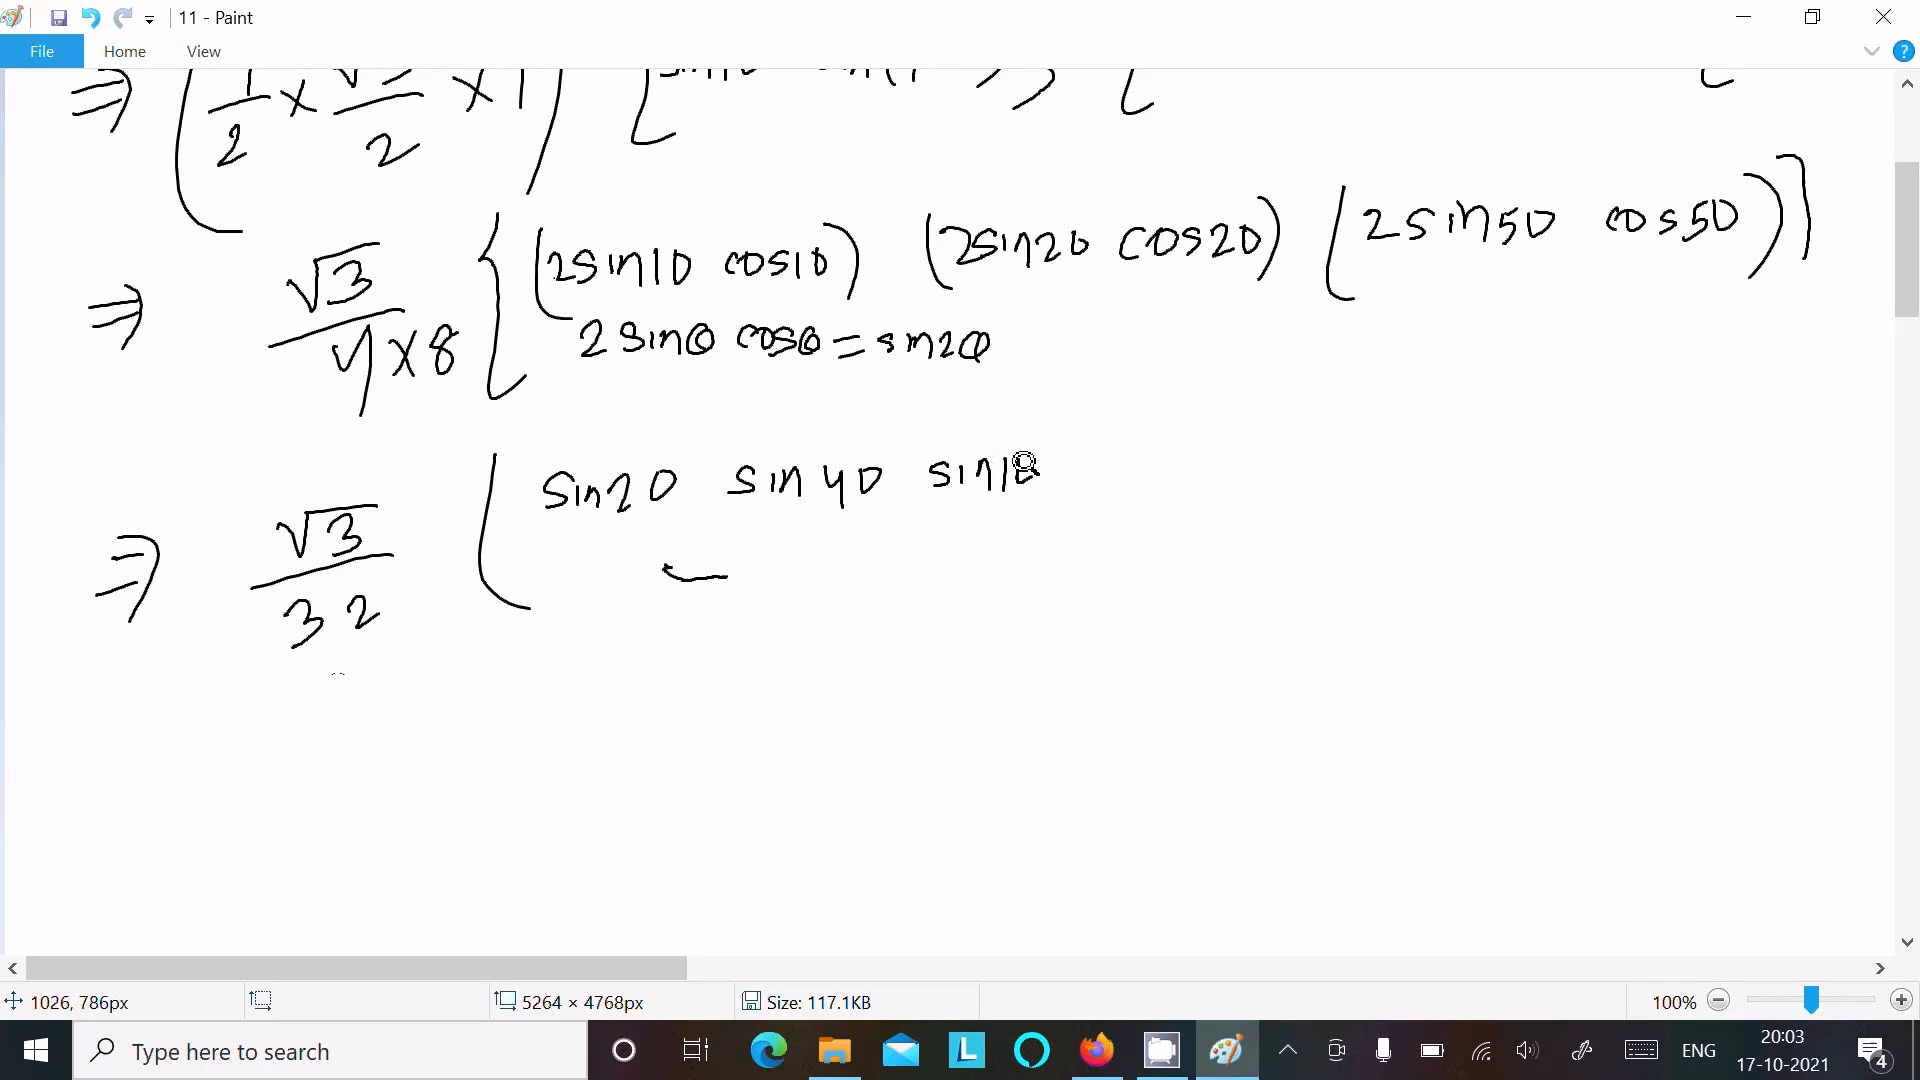 11 - Paint
File Home View
⇒ (1/2 × √3/2 × 1) [sin10
⇒ √3/4×8 { (2sin10 cos10) (2sin20 cos20) (2sin50 cos50) ]
2sinθ cosθ = sin2θ
⇒ √3/32 ( sin20 sin40 sin10
1026, 786px 5264 × 4768px Size: 117.1KB 100%
Type here to search L ENG 20:03
17-10-2021 4